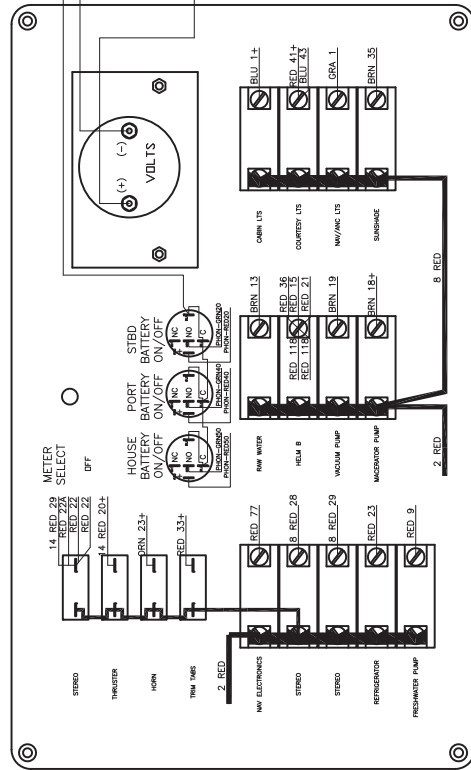 STEREO
THRUSTER
HORN
TRIM TABS
14 RED 29
RED 22A
RED 22
RED 22
14 RED 20+
ORN 23+
RED 33+
METER
SELECT
OFF
HOUSE
BATTERY
ON/OFF
NC
NO
C
PHON-GRN50
PHON-RED50
PORT
BATTERY
ON/OFF
NC
NO
C
PHON-GRN40
PHON-RED40
STBD
BATTERY
ON/OFF
NC
NO
C
PHON-GRN20
PHON-RED20
(+)
(-)
VOLTS
2 RED
NAV ELECTRONICS
RED 77
STEREO
8 RED 28
STEREO
8 RED 29
REFRIGERATOR
RED 23
FRESHWATER PUMP
RED 9
RAW WATER
BRN 13
HELM B
RED 36
RED 118
RED 15
RED 118
RED 21
VACUUM PUMP
BRN 19
MACERATOR PUMP
BRN 18+
2 RED
8 RED
CABIN LTS
BLU 1+
COURTESY LTS
RED 41+
BLU 43
NAV/ANC LTS
GRA 1
SUNSHADE
BRN 35